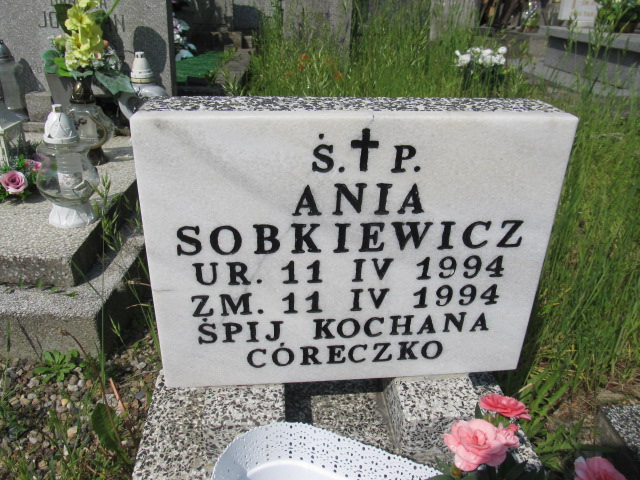 Ś.✝P.
ANIA
SOBKIEWICZ
UR. 11 IV 1994
ZM. 11 IV 1994
ŚPIJ KOCHANA
CÓRECZKO